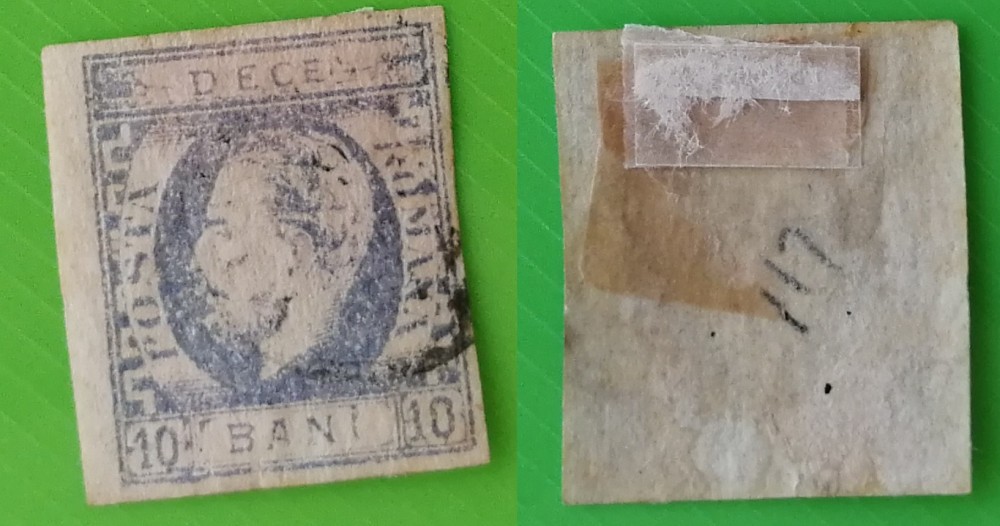 DECE
POSTA
ROMANA
10 BANI 10
117